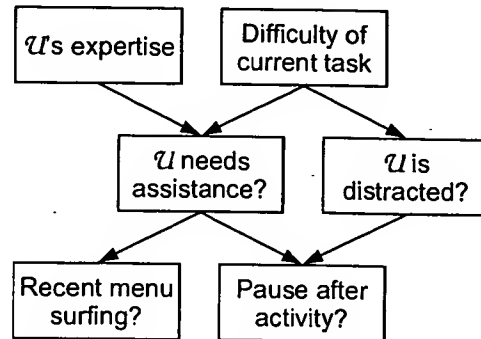 𝒰's expertise
Difficulty of
current task
𝒰 needs
assistance?
𝒰 is
distracted?
Recent menu
surfing?
Pause after
activity?